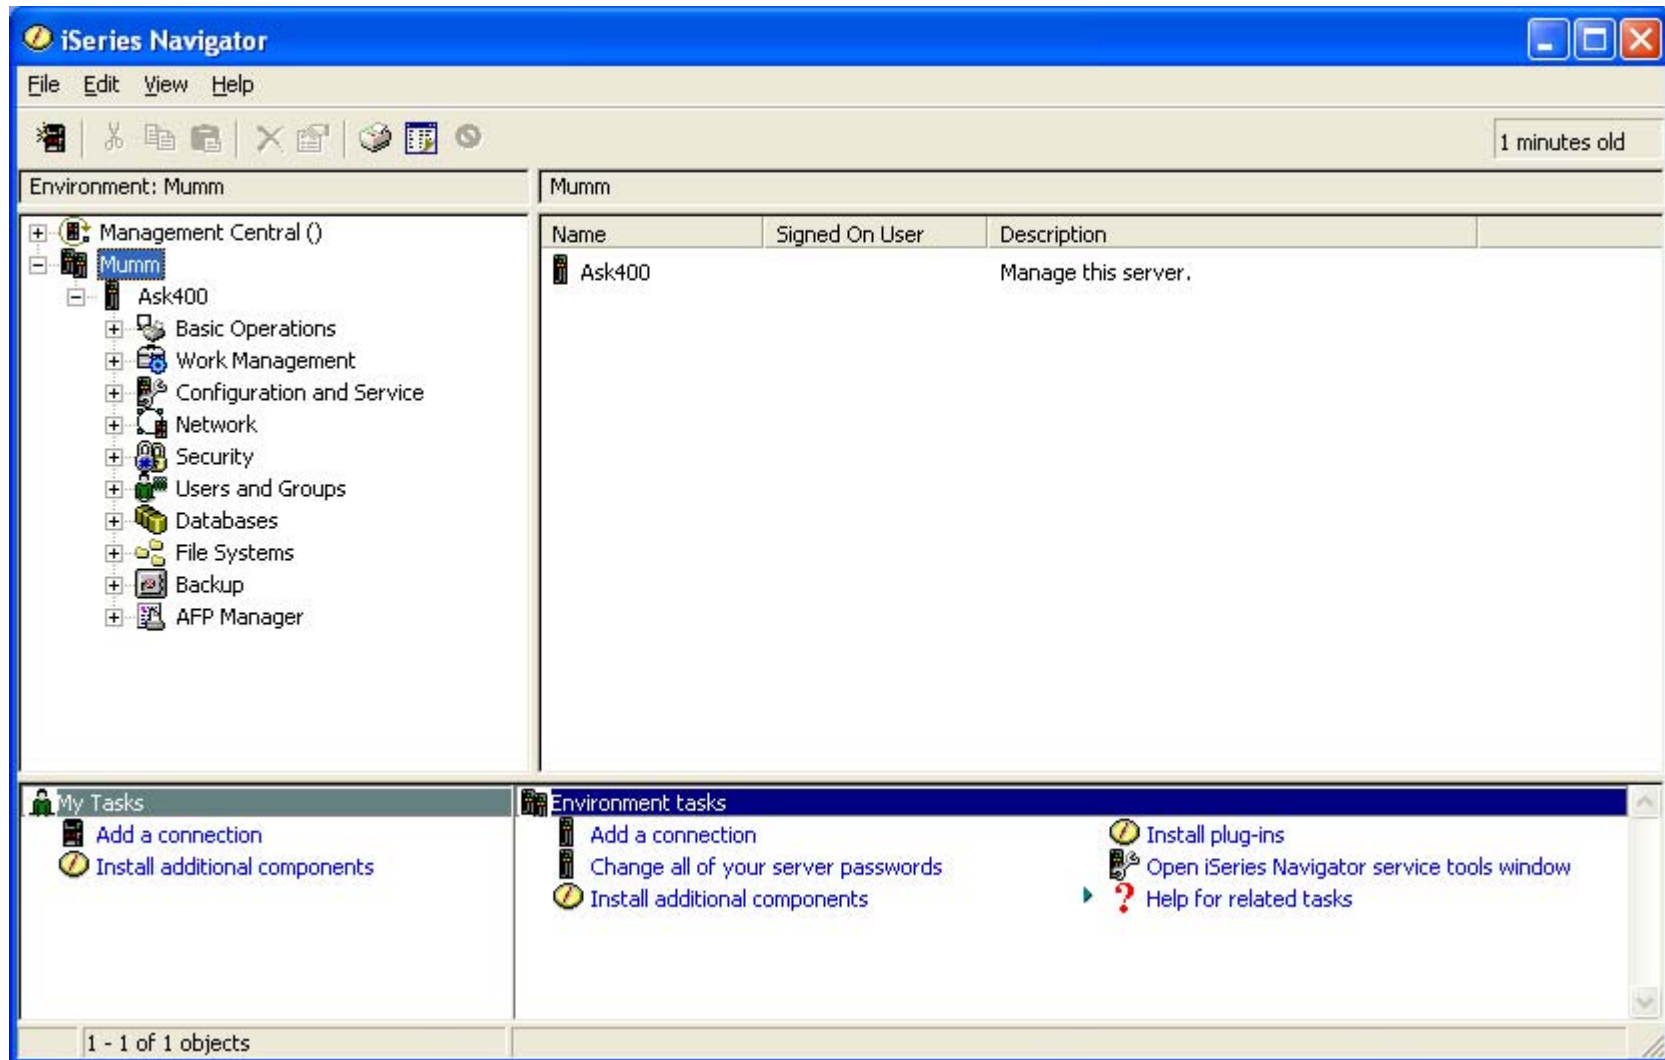 iSeries Navigator
File Edit View Help
1 minutes old
Environment: Mumm
Mumm
Management Central ()
Mumm
Ask400
Basic Operations
Work Management
Configuration and Service
Network
Security
Users and Groups
Databases
File Systems
Backup
AFP Manager
Name Signed On User Description
Ask400 Manage this server.
My Tasks
Add a connection
Install additional components
Environment tasks
Add a connection
Change all of your server passwords
Install additional components
Install plug-ins
Open iSeries Navigator service tools window
? Help for related tasks
1 - 1 of 1 objects